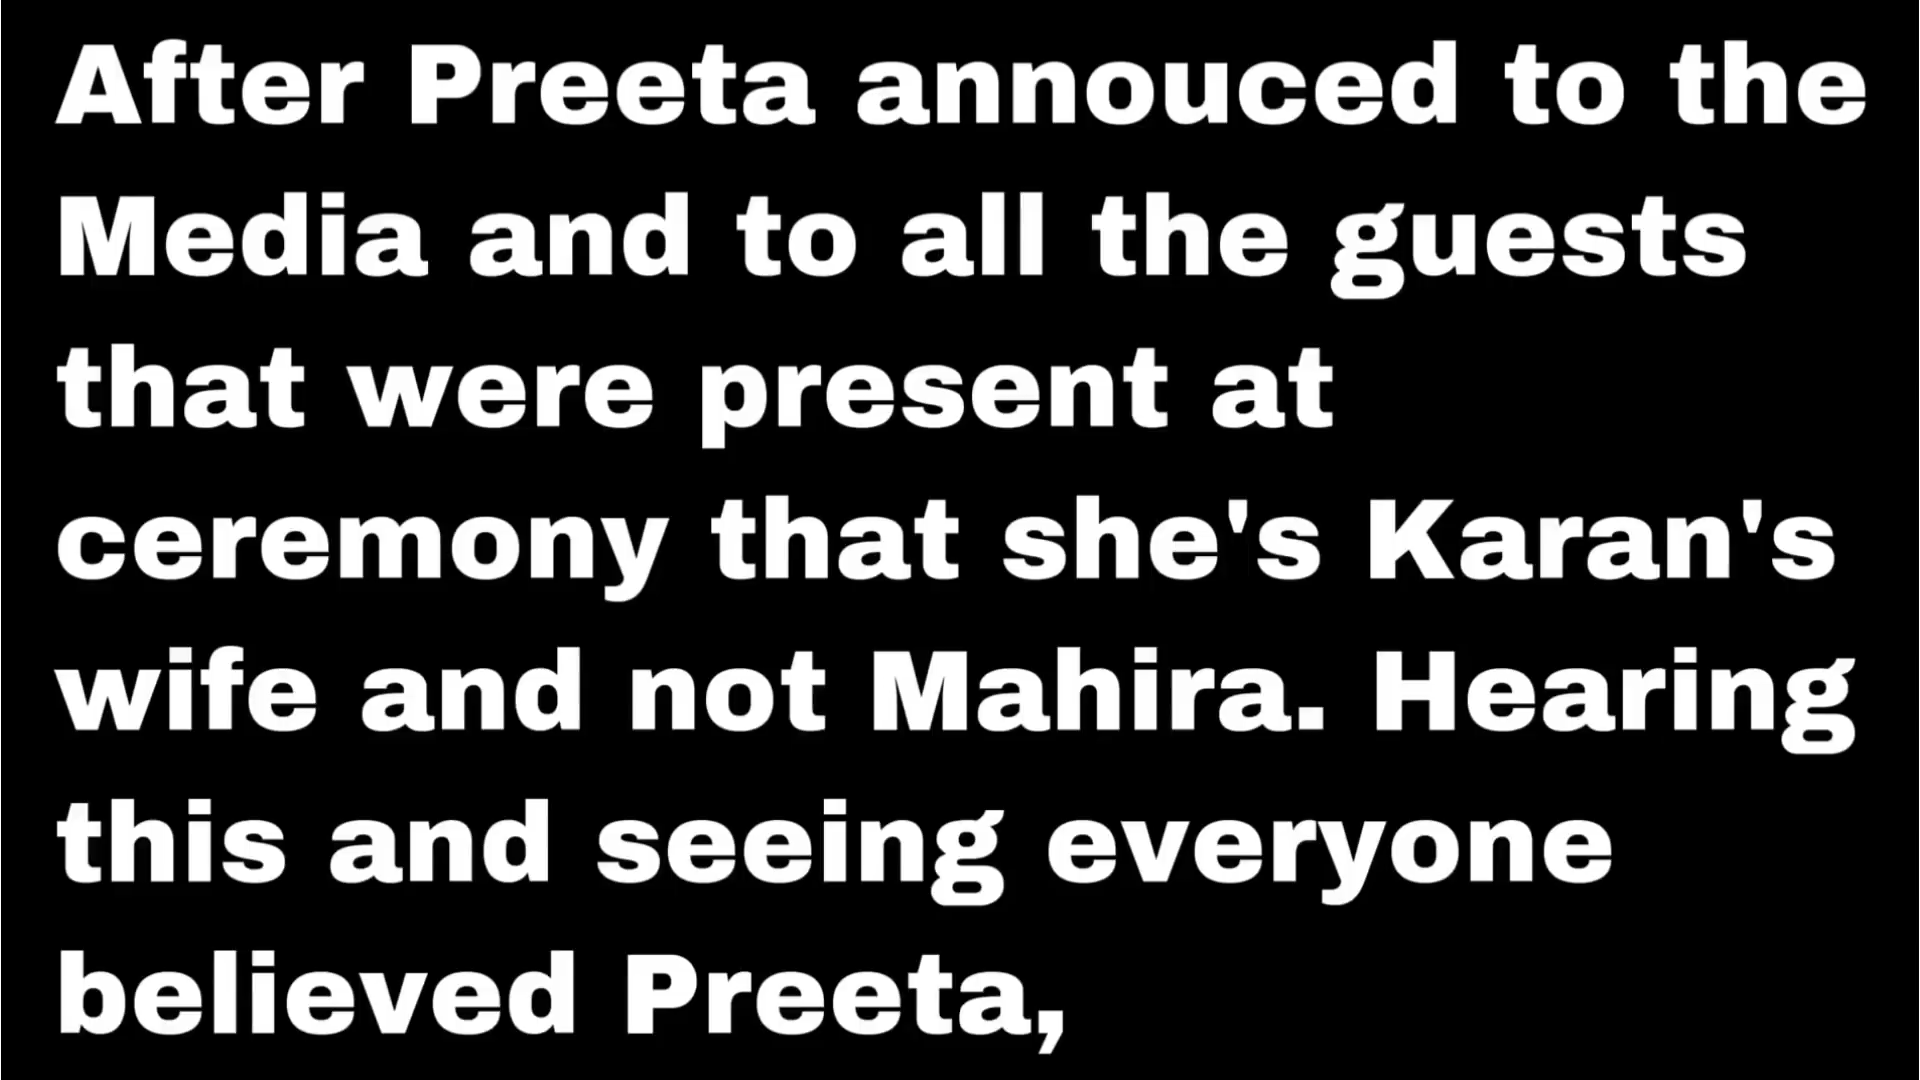 After Preeta annouced to the
Media and to all the guests
that were present at
ceremony that she's Karan's
wife and not Mahira. Hearing
this and seeing everyone
believed Preeta,